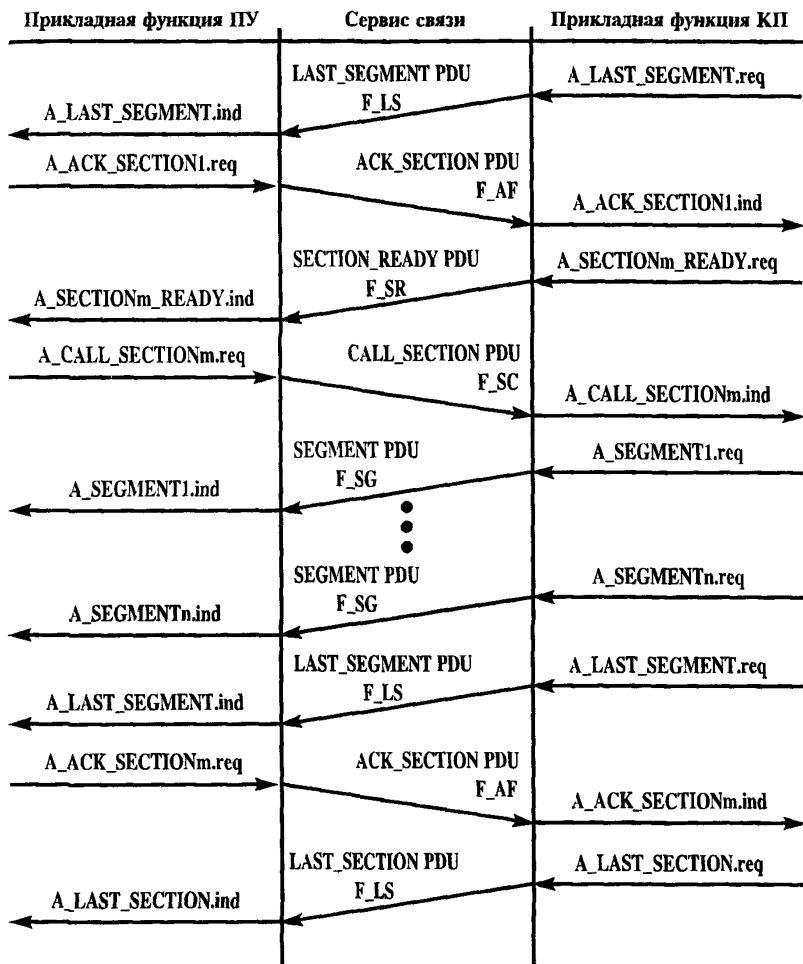 Прикладная функция ПУ Сервис связи Прикладная функция КП
LAST_SEGMENT PDU
A_LAST_SEGMENT.req
F_LS
A_LAST_SEGMENT.ind
A_ACK_SECTION1.req
ACK_SECTION PDU
F_AF
A_ACK_SECTION1.ind
SECTION_READY PDU
A_SECTIONm_READY.req
F_SR
A_SECTIONm_READY.ind
A_CALL_SECTIONm.req
CALL_SECTION PDU
F_SC
A_CALL_SECTIONm.ind
SEGMENT PDU
A_SEGMENT1.req
F_SG
A_SEGMENT1.ind
SEGMENT PDU
A_SEGMENTn.req
F_SG
A_SEGMENTn.ind
LAST_SEGMENT PDU
A_LAST_SEGMENT.req
F_LS
A_LAST_SEGMENT.ind
A_ACK_SECTIONm.req
ACK_SECTION PDU
F_AF
A_ACK_SECTIONm.ind
LAST_SECTION PDU
A_LAST_SECTION.req
F_LS
A_LAST_SECTION.ind